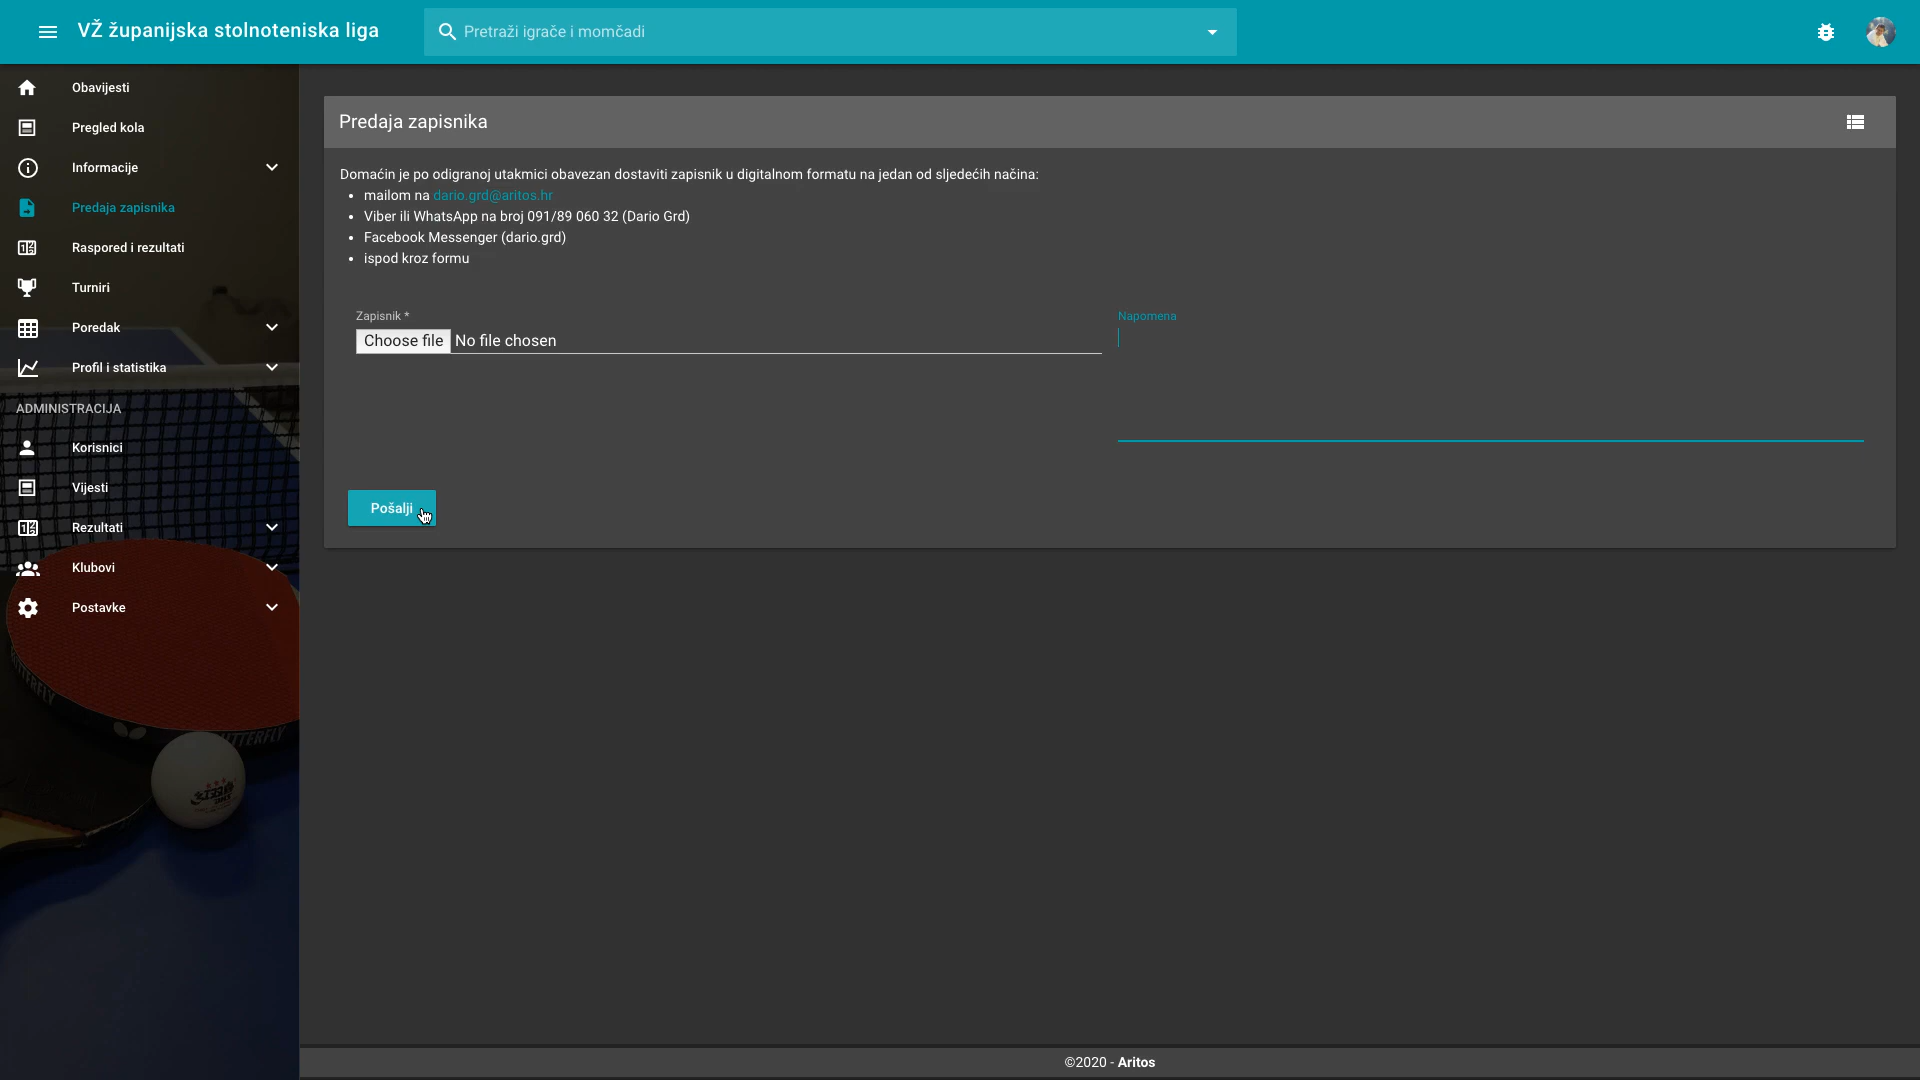 VŽ županijska stolnoteniska liga
Pretraži igrače i momčadi
Obavijesti
Pregled kola
Informacije
Predaja zapisnika
Raspored i rezultati
Turniri
Poredak
Profil i statistika
ADMINISTRACIJA
Korisnici
Vijesti
Rezultati
Klubovi
Postavke
Predaja zapisnika
Domaćin je po odigranoj utakmici obavezan dostaviti zapisnik u digitalnom formatu na jedan od sljedećih načina:
• mailom na dario.grd@aritos.hr
• Viber ili WhatsApp na broj 091/89 060 32 (Dario Grd)
• Facebook Messenger (dario.grd)
• ispod kroz formu
Zapisnik *
Choose file No file chosen
Napomena
Pošalji
©2020 - Aritos